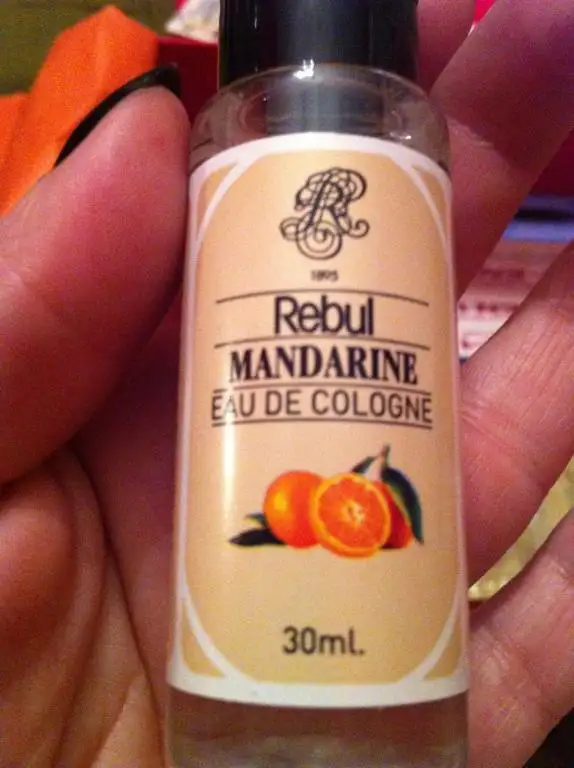 R
1895
Rebul
MANDARINE
EAU DE COLOGNE
30ml.